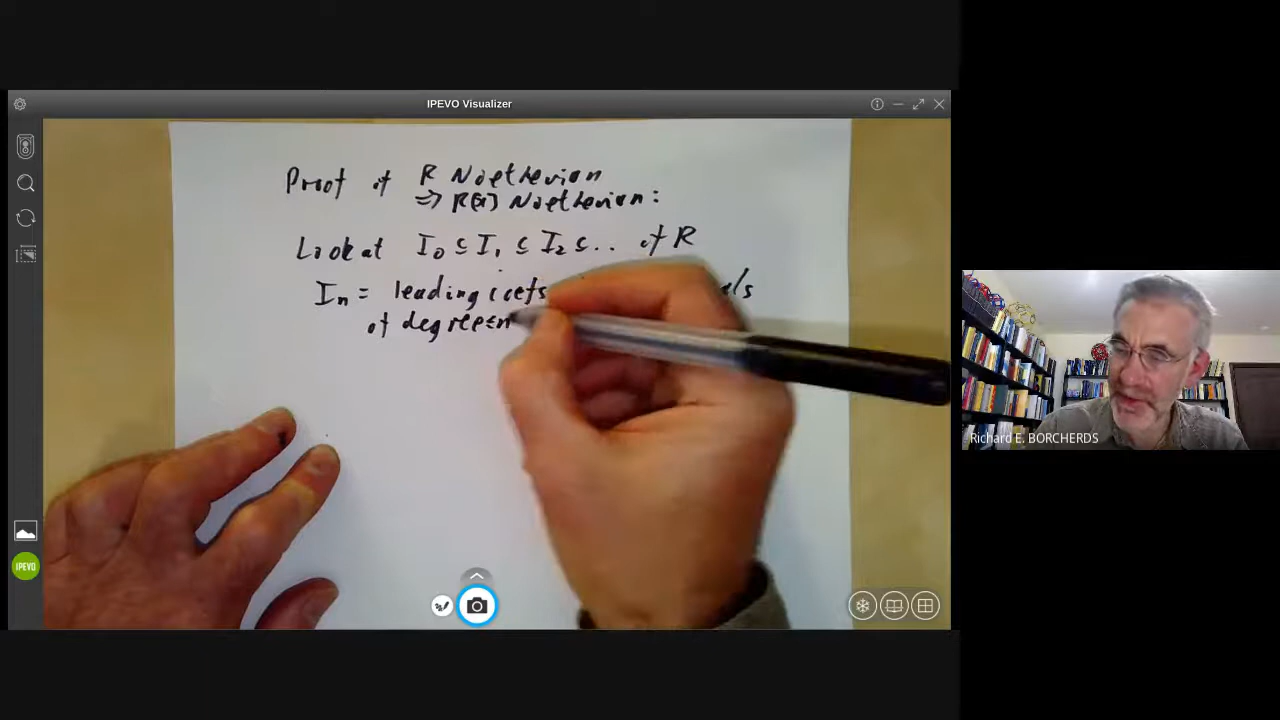 IPEVO Visualizer
Proof of R Noetherian
⇒ R[x] Noetherian:
Look at I₀ ⊆ I₁ ⊆ I₂ ⊆ .. of R
Iₙ = leading coefs
of degree ≤ n
Richard E. BORCHERDS
IPEVO